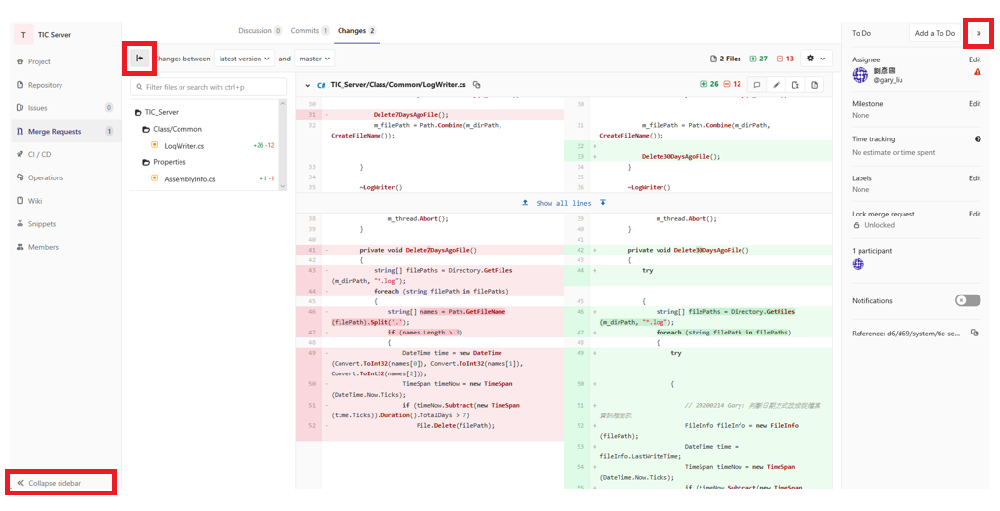 T TIC Server
Project
Repository
Issues 0
Merge Requests 1
CI / CD
Operations
Wiki
Snippets
Members
Collapse sidebar
Discussion 0 Commits 1 Changes 2
Changes between latest version and master
2 Files 27 13
Filter files or search with ctrl+p
TIC_Server
Class/Common
LogWriter.cs +26 -12
Properties
AssemblyInfo.cs +1 -1
C# TIC_Server/Class/Common/LogWriter.cs 26 12
30
31 - Delete7DaysAgoFile();
32 m_filePath = Path.Combine(m_dirPath,
CreateFileName());
33 }
34
35 ~LogWriter()
30
31 m_filePath = Path.Combine(m_dirPath,
CreateFileName());
32 +
33 + Delete30DaysAgoFile();
34 }
35
36 ~LogWriter()
Show all lines
38 m_thread.Abort();
39 }
40
41 - private void Delete7DaysAgoFile()
42 {
43 - string[] filePaths = Directory.GetFiles
(m_dirPath, "*.log");
44 - foreach (string filePath in filePaths)
45 {
46 - string[] names = Path.GetFileName
(filePath).Split('.');
47 - if (names.Length > 3)
48 {
49 - DateTime time = new DateTime
(Convert.ToInt32(names[0]), Convert.ToInt32(names[1]),
Convert.ToInt32(names[2]));
50 - TimeSpan timeNow = new TimeSpan
(DateTime.Now.Ticks);
51 - if (timeNow.Subtract(new TimeSpan
(time.Ticks)).Duration().TotalDays > 7)
52 - File.Delete(filePath);
39 m_thread.Abort();
40 }
41
42 + private void Delete30DaysAgoFile()
43 {
44 + try
45 {
46 + string[] filePaths = Directory.GetFiles
(m_dirPath, "*.log");
47 + foreach (string filePath in filePaths)
48 {
49 + try
50 + {
51 + // 20200214 Gary:
52 + FileInfo fileInfo = new FileInfo
(filePath);
53 + DateTime time =
fileInfo.LastWriteTime;
54 + TimeSpan timeNow = new TimeSpan
(DateTime.Now.Ticks);
55 + if (timeNow.Subtract(new TimeSpan
To Do Add a To Do »
Assignee Edit
劉彥國
@gary_liu
Milestone Edit
None
Time tracking
No estimate or time spent
Labels Edit
None
Lock merge request Edit
Unlocked
1 participant
Notifications
Reference: d6/d69/system/tic-se...